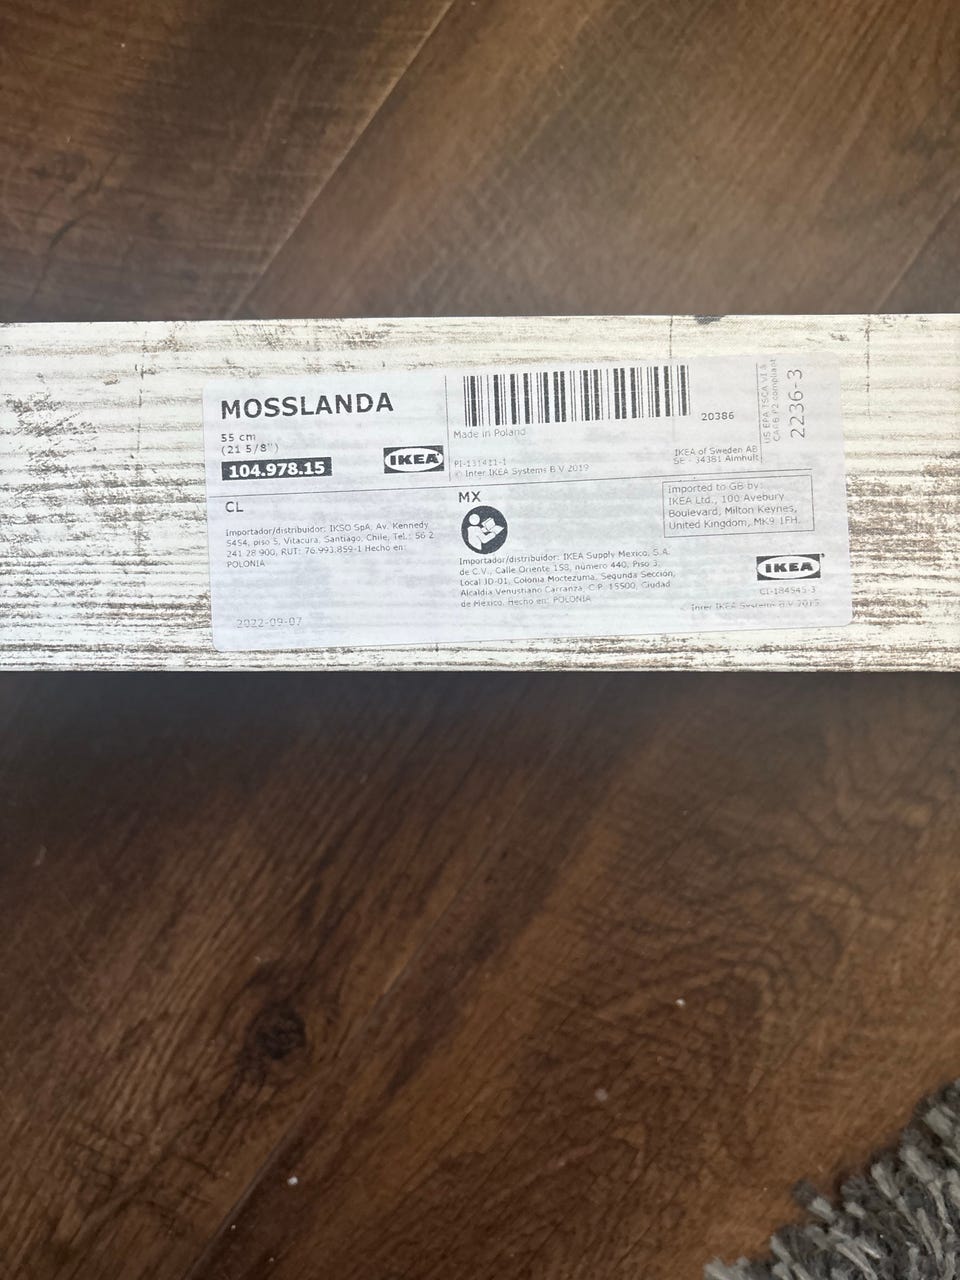 MOSSLANDA
55 cm
(21 5/8")
104.978.15
IKEA
Made in Poland
20386
PI-131411-1
© Inter IKEA Systems B.V 2019
IKEA of Sweden AB
SE - 34381 Älmhult
US EPA TSCA VI &
CARB P2 compliant
2236-3
CL
Importador/distribuidor: IKSO SpA, Av. Kennedy
5454, piso 5, Vitacura, Santiago, Chile, Tel.: 56 2
241 28 900, RUT: 76.993.859-1 Hecho en:
POLONIA
2022-09-07
MX
Importador/distribuidor: IKEA Supply Mexico, S.A.
de C.V., Calle Oriente 158, número 440, Piso 3,
Local JD-01, Colonia Moctezuma, Segunda Sección,
Alcaldia Venustiano Carranza, C.P. 15500, Ciudad
de Mexico. Hecho en: POLONIA
Imported to GB by:
IKEA Ltd., 100 Avebury
Boulevard, Milton Keynes,
United Kingdom, MK9 1FH.
IKEA®
CI-184545-3
© Inter IKEA Systems B.V 2015